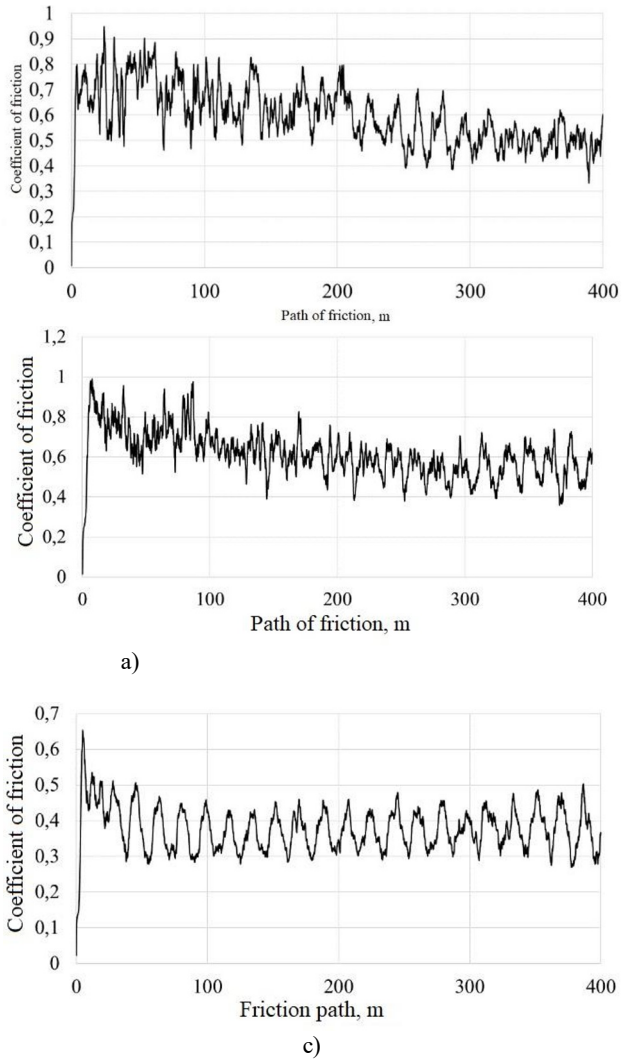 1
0,9
0,8
0,7
0,6
0,5
0,4
0,3
0,2
0,1
0
Coefficient of friction
0 100 200 300 400
Path of friction, m
1,2
1
0,8
0,6
0,4
0,2
0
Coefficient of friction
0 100 200 300 400
Path of friction, m
a)
0,7
0,6
0,5
0,4
0,3
0,2
0,1
0
Coefficient of friction
0 100 200 300 400
Friction path, m
c)